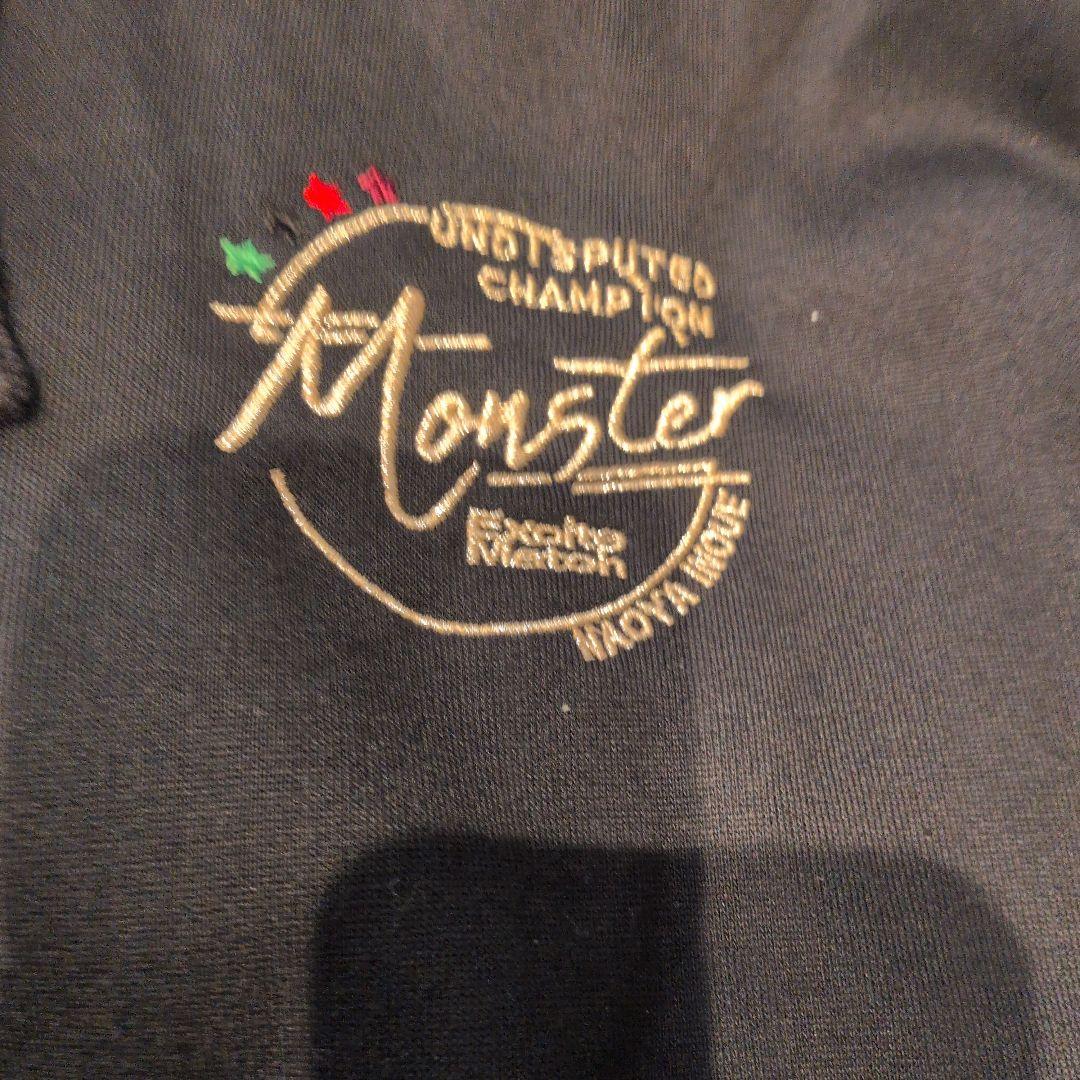 UNDISPUTED
CHAMPION
Monster
Excite
Match
NAOYA INOUE